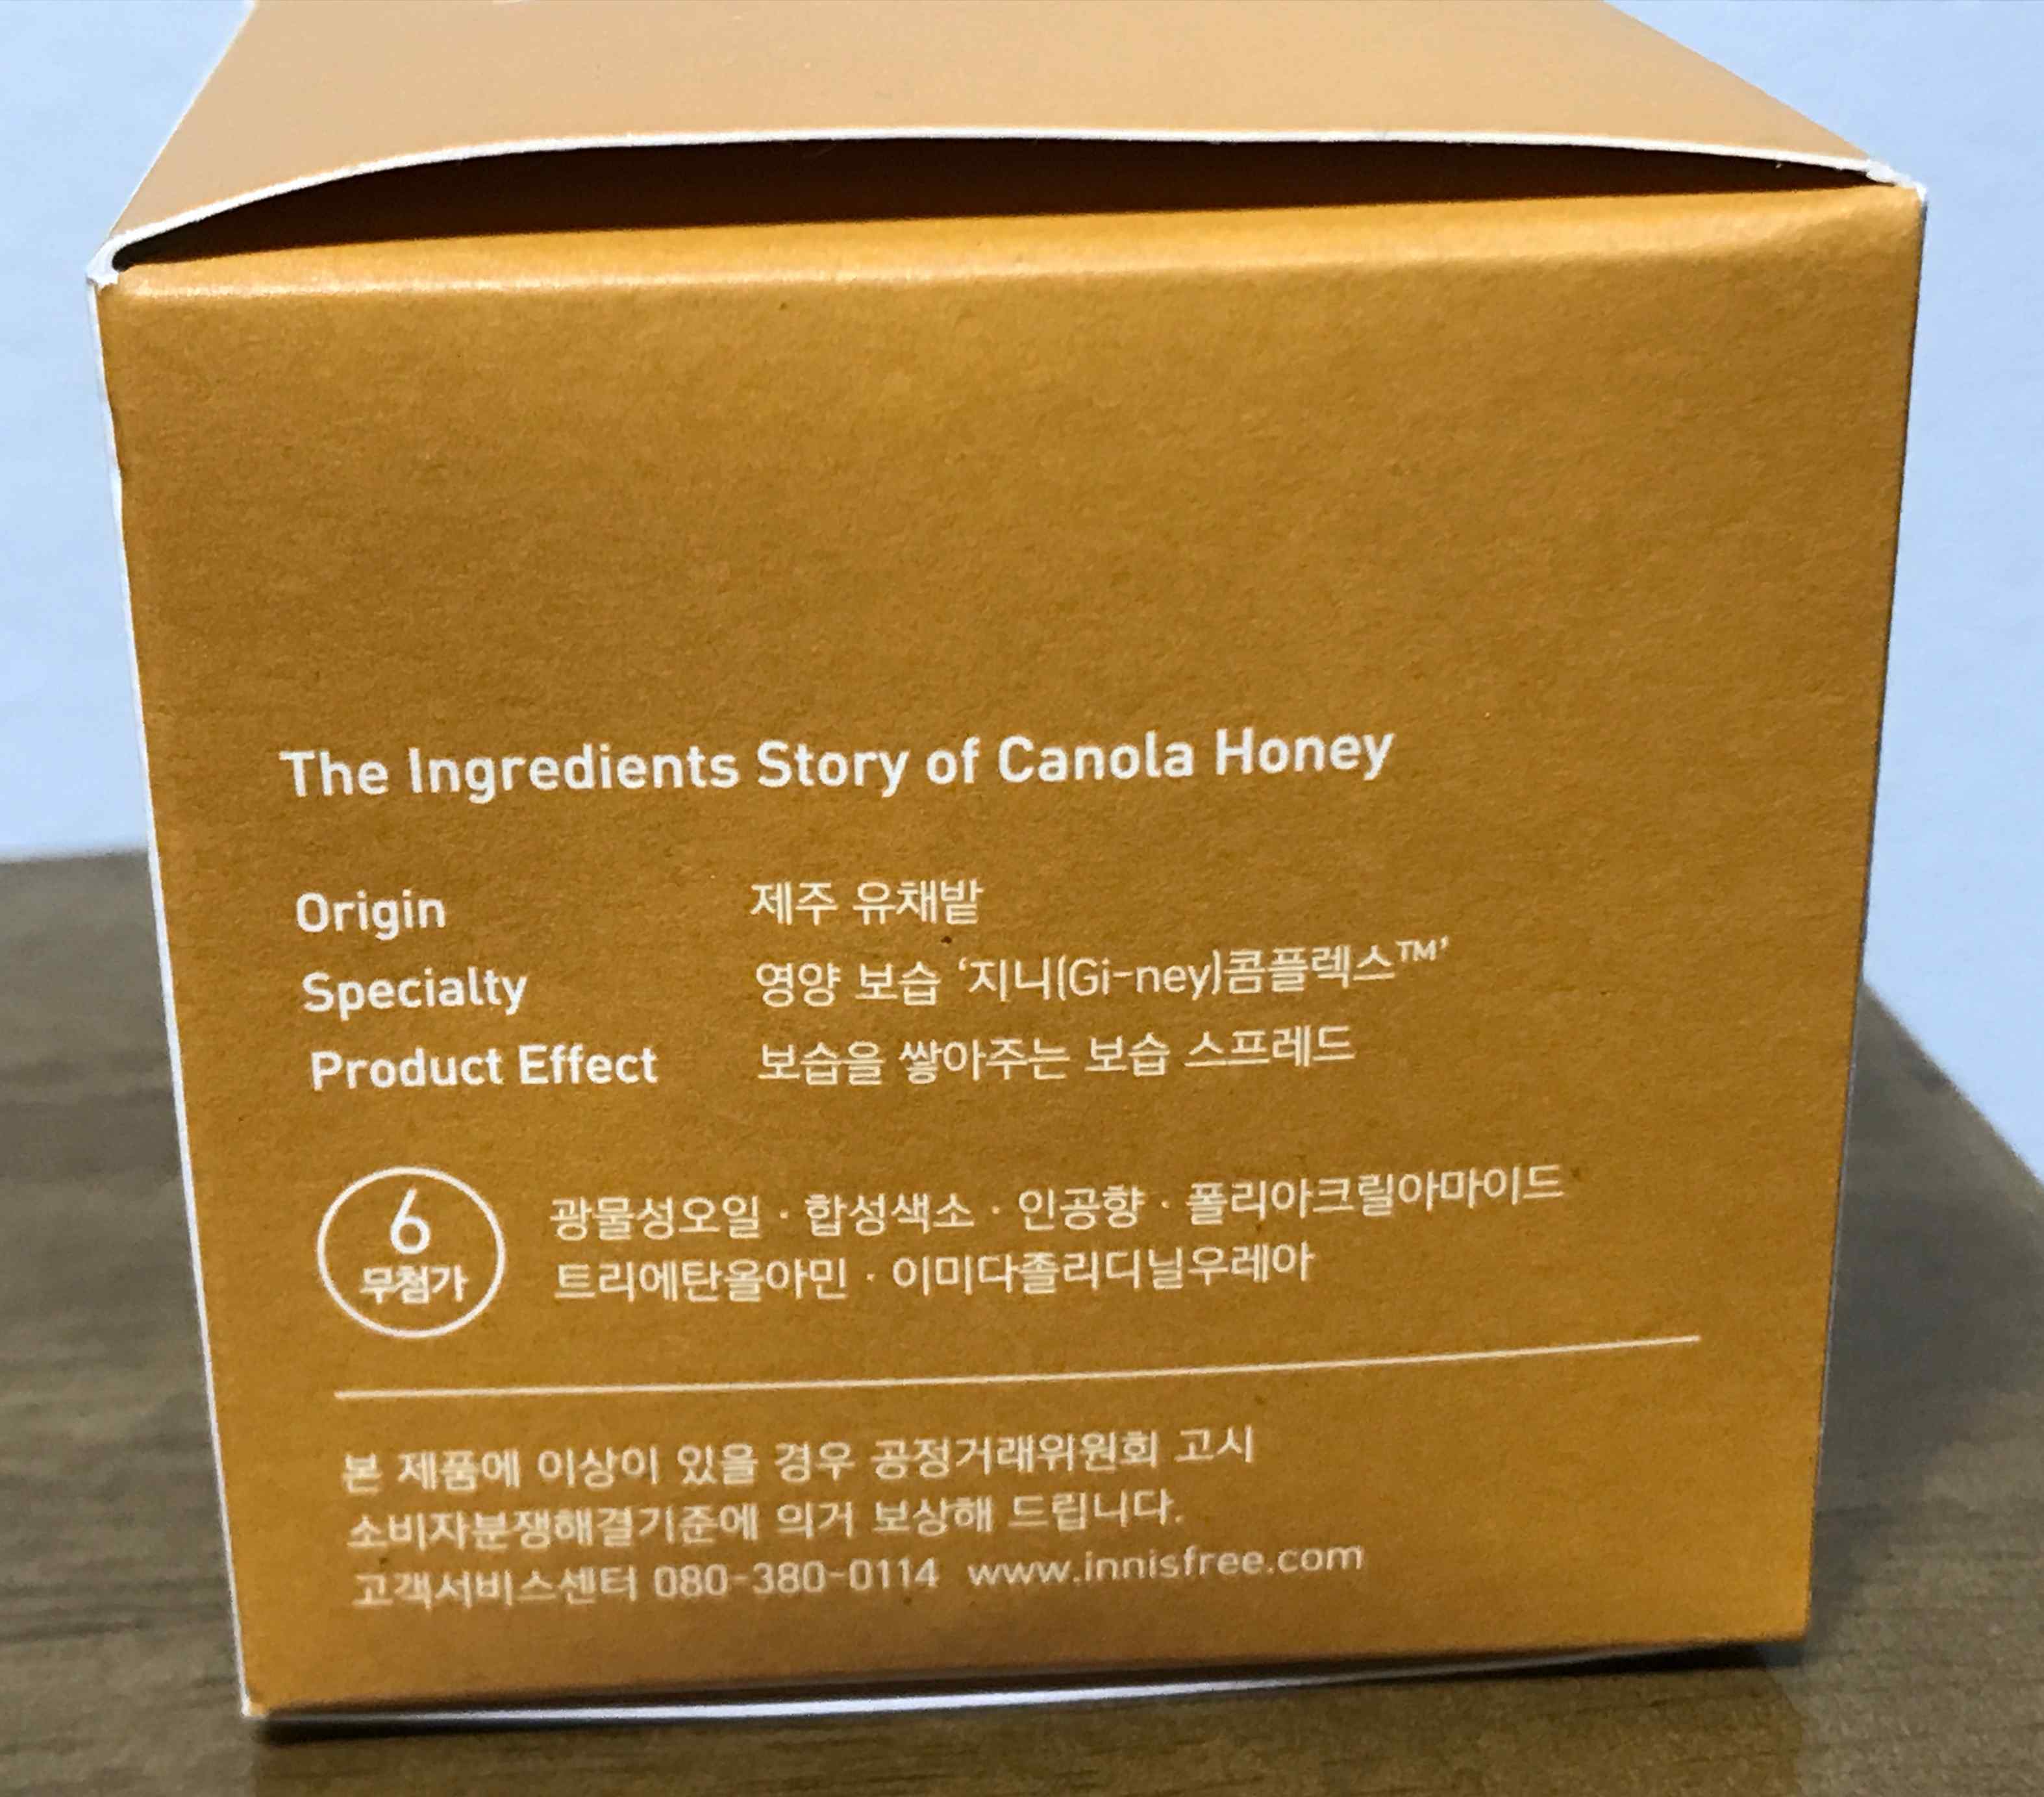 The Ingredients Story of Canola Honey
Origin 제주 유채밭
Specialty 영양 보습 ‘지니(Gi-ney)콤플렉스™’
Product Effect 보습을 쌓아주는 보습 스프레드
6
무첨가
광물성오일 · 합성색소 · 인공향 · 폴리아크릴아마이드
트리에탄올아민 · 이미다졸리디닐우레아
본 제품에 이상이 있을 경우 공정거래위원회 고시
소비자분쟁해결기준에 의거 보상해 드립니다.
고객서비스센터 080-380-0114 www.innisfree.com